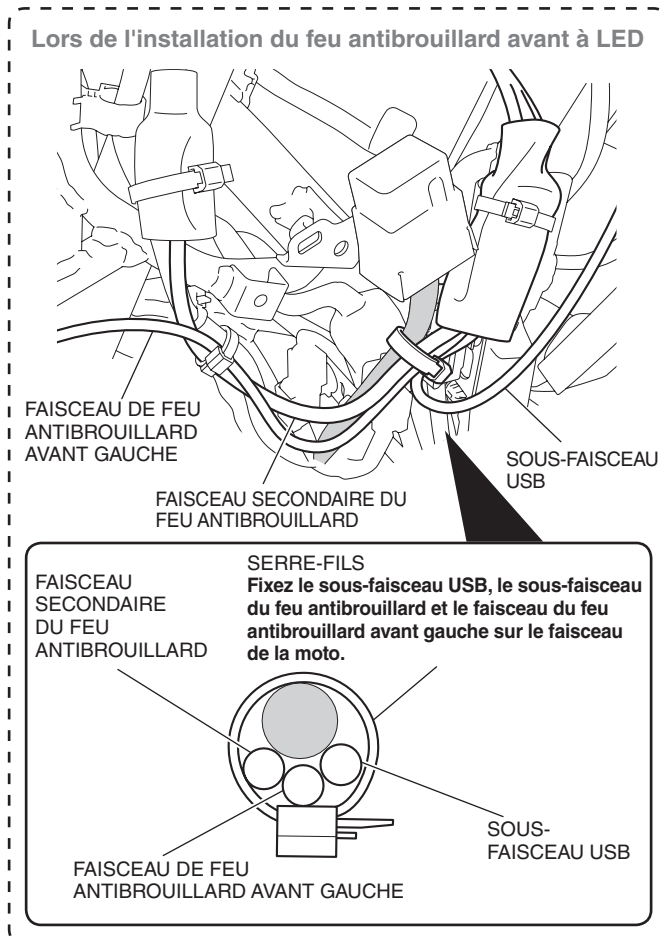 Lors de l'installation du feu antibrouillard avant à LED
FAISCEAU DE FEU
ANTIBROUILLARD
AVANT GAUCHE
FAISCEAU SECONDAIRE DU
FEU ANTIBROUILLARD
SOUS-FAISCEAU
USB
FAISCEAU
SECONDAIRE
DU FEU
ANTIBROUILLARD
SERRE-FILS
Fixez le sous-faisceau USB, le sous-faisceau
du feu antibrouillard et le faisceau du feu
antibrouillard avant gauche sur le faisceau
de la moto.
SOUS-
FAISCEAU USB
FAISCEAU DE FEU
ANTIBROUILLARD AVANT GAUCHE